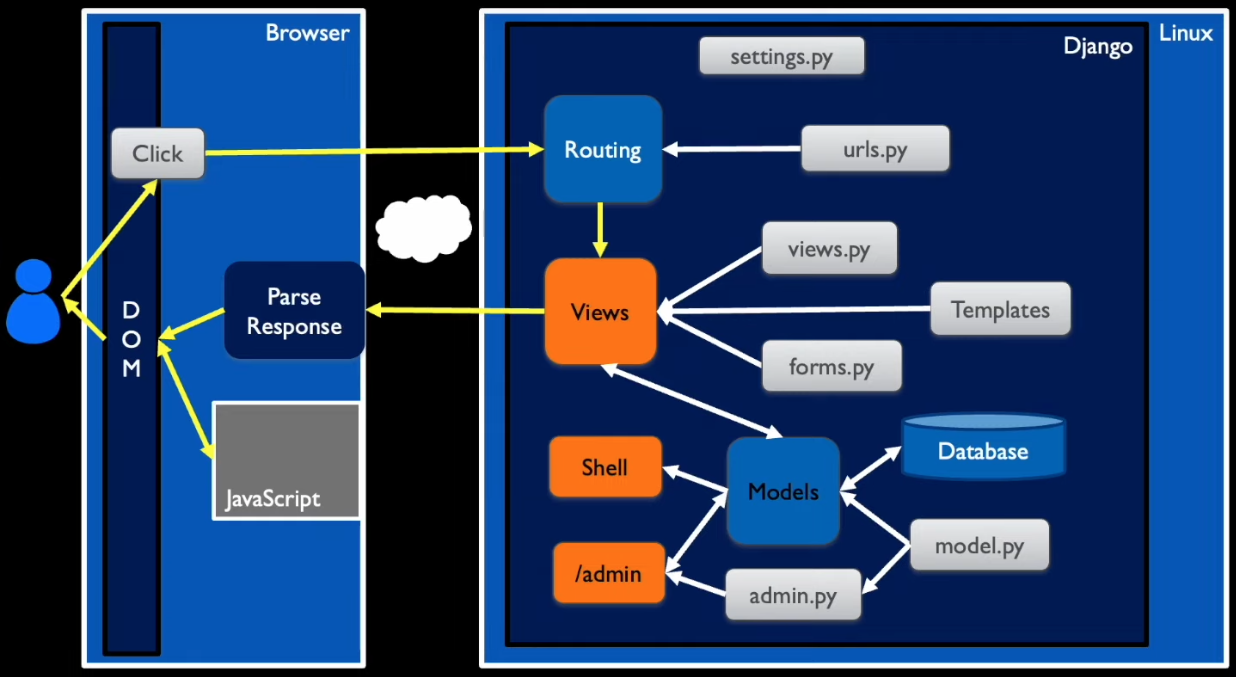 Browser
Linux
Django
settings.py
Click
Routing
urls.py
views.py
D
O
M
Parse
Response
Views
Templates
forms.py
Database
Shell
Models
JavaScript
model.py
/admin
admin.py